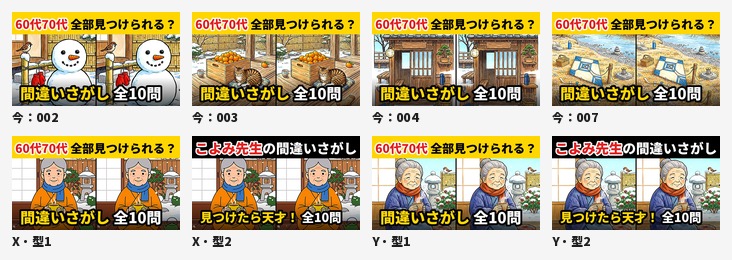 60代70代 全部見つけられる？
間違いさがし 全10問
今：002
60代70代 全部見つけられる？
間違いさがし 全10問
今：003
60代70代 全部見つけられる？
間違いさがし 全10問
今：004
60代70代 全部見つけられる？
間違いさがし 全10問
今：007
60代70代 全部見つけられる？
間違いさがし 全10問
X・型1
こよみ先生の間違いさがし
見つけたら天才！ 全10問
X・型2
60代70代 全部見つけられる？
間違いさがし 全10問
Y・型1
こよみ先生の間違いさがし
見つけたら天才！ 全10問
Y・型2